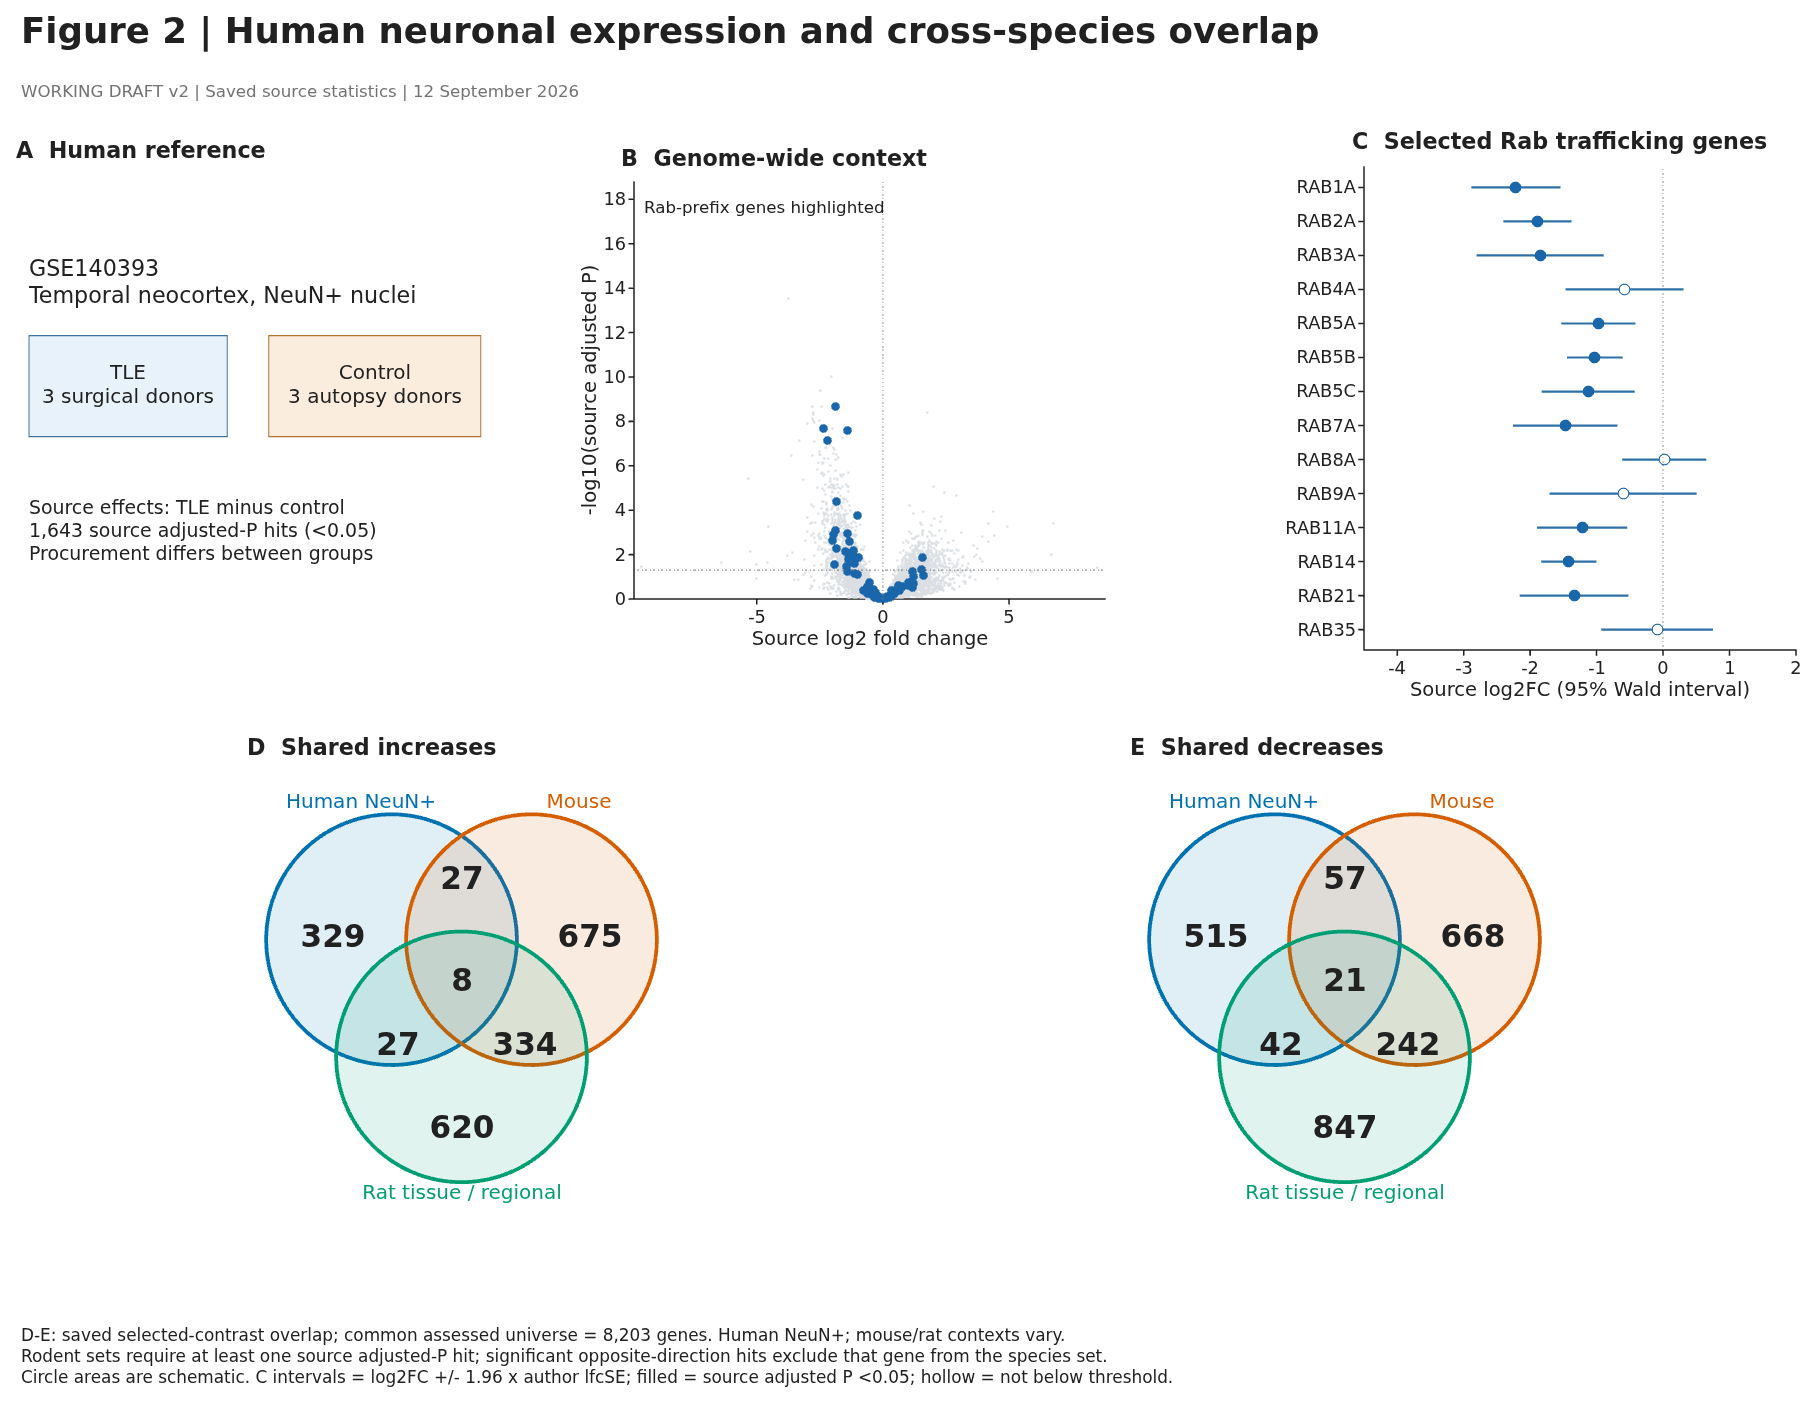 Figure 2 | Human neuronal expression and cross-species overlap
WORKING DRAFT v2 | Saved source statistics | 12 September 2026
A Human reference
GSE140393
Temporal neocortex, NeuN+ nuclei
TLE
3 surgical donors
Control
3 autopsy donors
Source effects: TLE minus control
1,643 source adjusted-P hits (<0.05)
Procurement differs between groups
B Genome-wide context
Rab-prefix genes highlighted
-log10(source adjusted P)
18
16
14
12
10
8
6
4
2
0
-5 0 5
Source log2 fold change
C Selected Rab trafficking genes
RAB1A
RAB2A
RAB3A
RAB4A
RAB5A
RAB5B
RAB5C
RAB7A
RAB8A
RAB9A
RAB11A
RAB14
RAB21
RAB35
-4 -3 -2 -1 0 1 2
Source log2FC (95% Wald interval)
D Shared increases
Human NeuN+ Mouse
27
329 675
8
27 334
620
Rat tissue / regional
E Shared decreases
Human NeuN+ Mouse
57
515 668
21
42 242
847
Rat tissue / regional
D-E: saved selected-contrast overlap; common assessed universe = 8,203 genes. Human NeuN+; mouse/rat contexts vary.
Rodent sets require at least one source adjusted-P hit; significant opposite-direction hits exclude that gene from the species set.
Circle areas are schematic. C intervals = log2FC +/- 1.96 x author lfcSE; filled = source adjusted P <0.05; hollow = not below threshold.